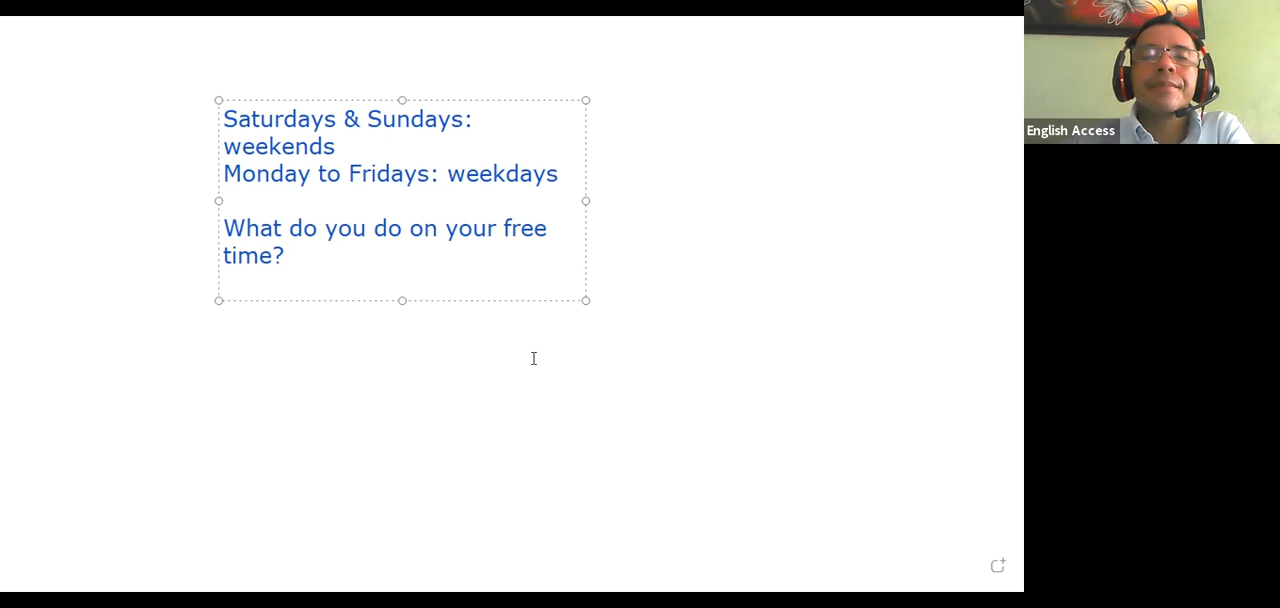 Saturdays & Sundays:
weekends
Monday to Fridays: weekdays
What do you do on your free
time?
English Access